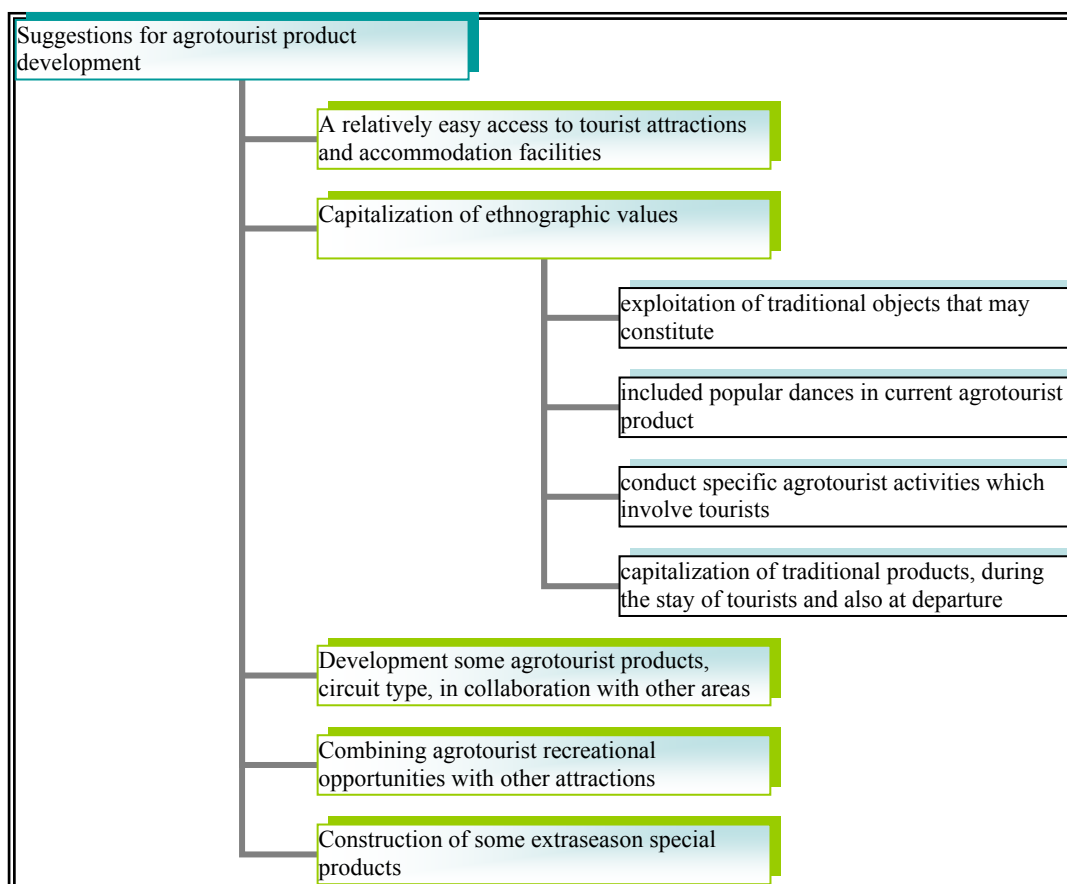 Suggestions for agrotourist product
development
A relatively easy access to tourist attractions
and accommodation facilities
Capitalization of ethnographic values
exploitation of traditional objects that may
constitute
included popular dances in current agrotourist
product
conduct specific agrotourist activities which
involve tourists
capitalization of traditional products, during
the stay of tourists and also at departure
Development some agrotourist products,
circuit type, in collaboration with other areas
Combining agrotourist recreational
opportunities with other attractions
Construction of some extraseason special
products